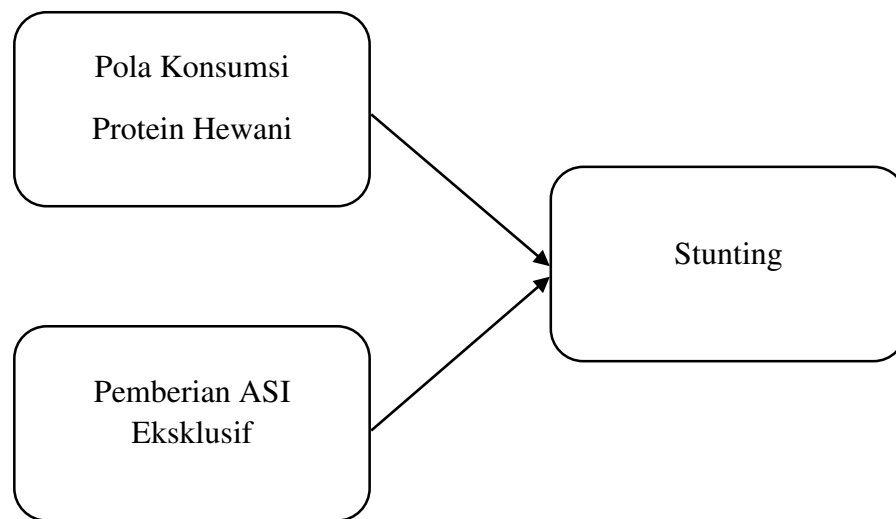 Pola Konsumsi
Protein Hewani
Stunting
Pemberian ASI
Eksklusif